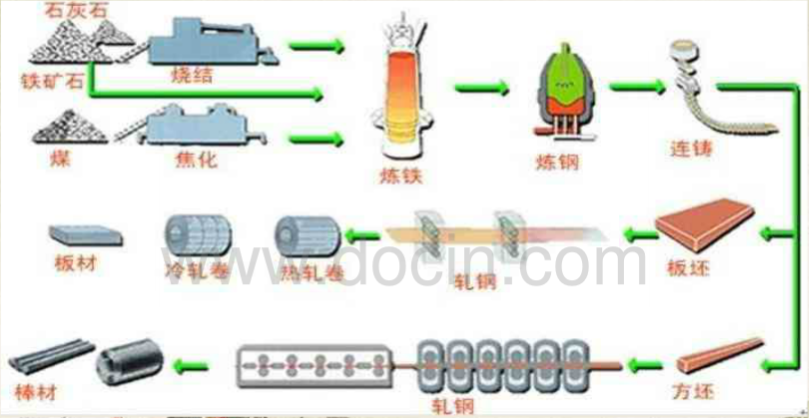 石灰石
铁矿石
烧结
煤
焦化
炼铁
炼钢
连铸
板材
冷轧卷
热轧卷
轧钢
板坯
www.docin.com
棒材
轧钢
方坯